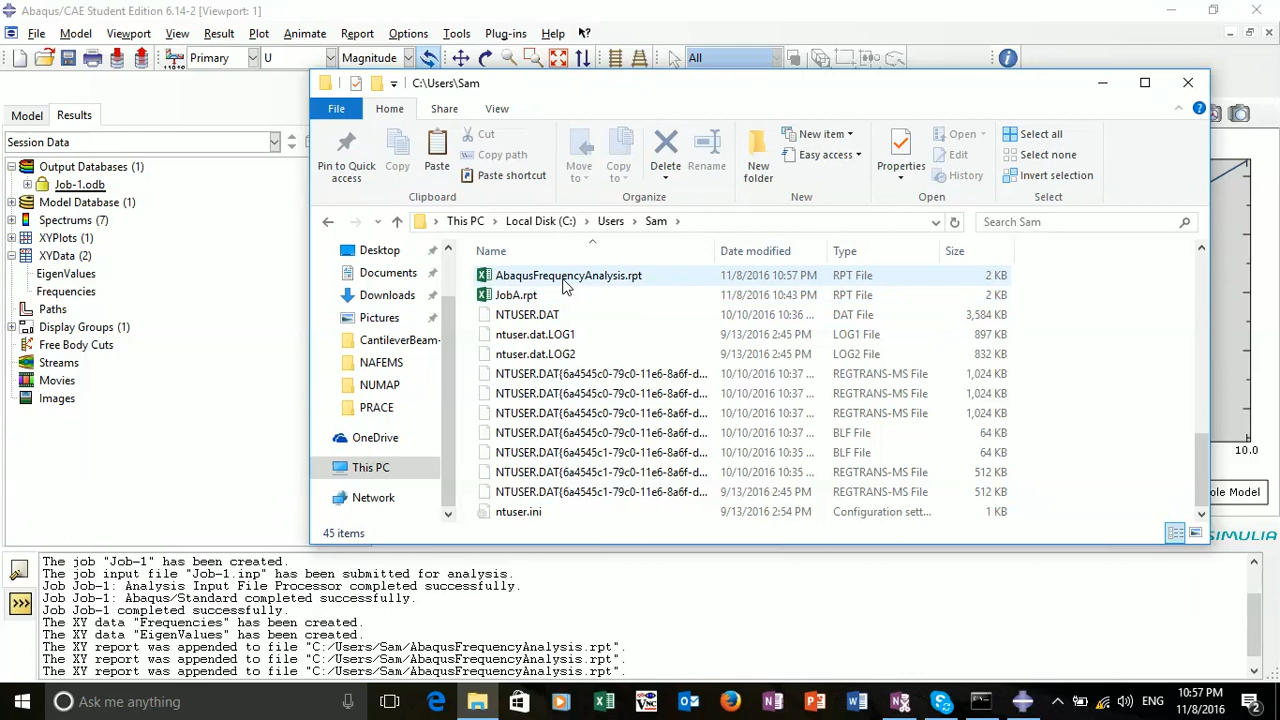 Abaqus/CAE Student Edition 6.14-2 [Viewport: 1]
File Model Viewport View Result Plot Animate Report Options Tools Plug-ins Help
Primary U Magnitude All
C:\Users\Sam
File Home Share View
Model Results
Session Data
Output Databases (1)
Job-1.odb
Model Database (1)
Spectrums (7)
XYPlots (1)
XYData (2)
EigenValues
Frequencies
Paths
Display Groups (1)
Free Body Cuts
Streams
Movies
Images
Pin to Quick access
Copy
Paste
Cut
Copy path
Paste shortcut
Clipboard
Move to
Copy to
Delete
Rename
Organize
New folder
New item
Easy access
New
Properties
Open
Edit
History
Open
Select all
Select none
Invert selection
Select
This PC Local Disk (C:) Users Sam
Search Sam
Desktop
Documents
Downloads
Pictures
CantileverBeam-
NAFEMS
NUMAP
PRACE
OneDrive
This PC
Network
Name Date modified Type Size
AbaqusFrequencyAnalysis.rpt 11/8/2016 10:57 PM RPT File 2 KB
JobA.rpt 11/8/2016 10:43 PM RPT File 2 KB
NTUSER.DAT 10/10/2016 10:36 ... DAT File 3,584 KB
ntuser.dat.LOG1 9/13/2016 2:45 PM LOG1 File 897 KB
ntuser.dat.LOG2 9/13/2016 2:45 PM LOG2 File 832 KB
NTUSER.DAT{6a4545c0-79c0-11e6-8a6f-d... 10/10/2016 10:37 ... REGTRANS-MS File 1,024 KB
NTUSER.DAT{6a4545c0-79c0-11e6-8a6f-d... 10/10/2016 10:37 ... REGTRANS-MS File 1,024 KB
NTUSER.DAT{6a4545c0-79c0-11e6-8a6f-d... 10/10/2016 10:37 ... REGTRANS-MS File 1,024 KB
NTUSER.DAT{6a4545c0-79c0-11e6-8a6f-d... 10/10/2016 10:37 ... BLF File 64 KB
NTUSER.DAT{6a4545c1-79c0-11e6-8a6f-d... 10/10/2016 10:35 ... BLF File 64 KB
NTUSER.DAT{6a4545c1-79c0-11e6-8a6f-d... 10/10/2016 10:35 ... REGTRANS-MS File 512 KB
NTUSER.DAT{6a4545c1-79c0-11e6-8a6f-d... 9/13/2016 2:45 PM REGTRANS-MS File 512 KB
ntuser.ini 9/13/2016 2:54 PM Configuration sett... 1 KB
45 items
10.0
ole Model
SIMULIA
The job "Job-1" has been created.
The job input file "Job-1.inp" has been submitted for analysis.
Job Job-1: Analysis Input File Processor completed successfully.
Job Job-1: Abaqus/Standard completed successfully.
Job Job-1 completed successfully.
The XY data "Frequencies" has been created.
The XY data "EigenValues" has been created.
The XY report was appended to file "C:/Users/Sam/AbaqusFrequencyAnalysis.rpt".
The XY report was appended to file "C:/Users/Sam/AbaqusFrequencyAnalysis.rpt".
The XY report was appended to file "C:/Users/Sam/AbaqusFrequencyAnalysis.rpt".
Ask me anything
ENG
10:57 PM
11/8/2016